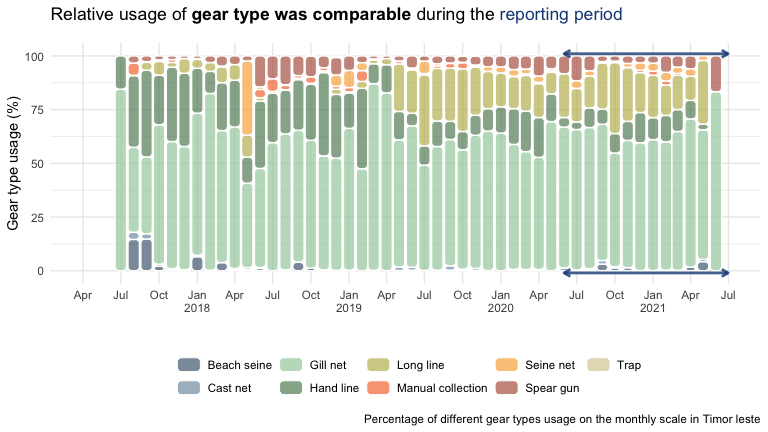 Relative usage of gear type was comparable during the reporting period
Gear type usage (%)
100
75
50
25
0
Apr Jul Oct Jan Apr Jul Oct Jan Apr Jul Oct Jan Apr Jul Oct Jan Apr Jul
2018 2019 2020 2021
Beach seine Gill net Long line Seine net Trap
Cast net Hand line Manual collection Spear gun
Percentage of different gear types usage on the monthly scale in Timor leste